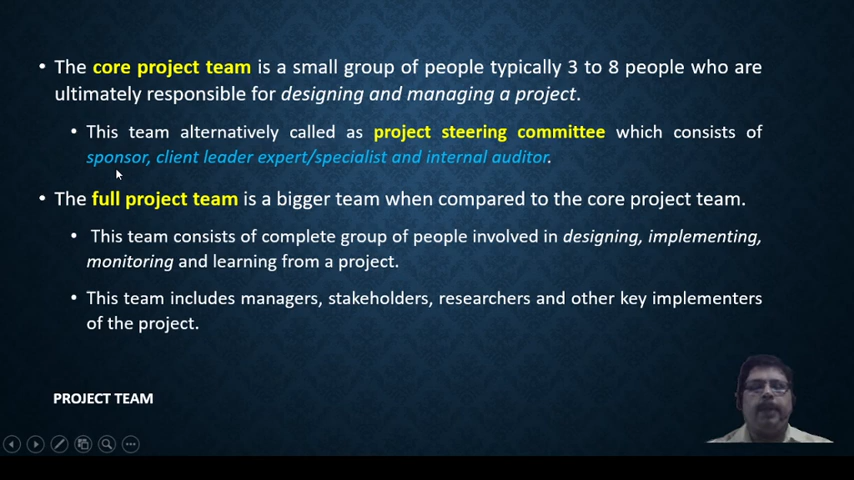 • The core project team is a small group of people typically 3 to 8 people who are
ultimately responsible for designing and managing a project.
• This team alternatively called as project steering committee which consists of
sponsor, client leader expert/specialist and internal auditor.
• The full project team is a bigger team when compared to the core project team.
• This team consists of complete group of people involved in designing, implementing,
monitoring and learning from a project.
• This team includes managers, stakeholders, researchers and other key implementers
of the project.
PROJECT TEAM